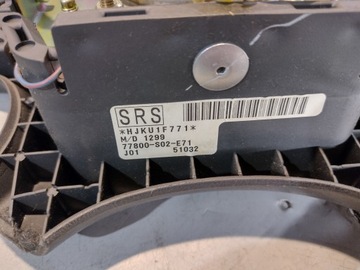 SRS
*HJKU1F771*
M/D 1299
77800-S02-E71
J01 51032